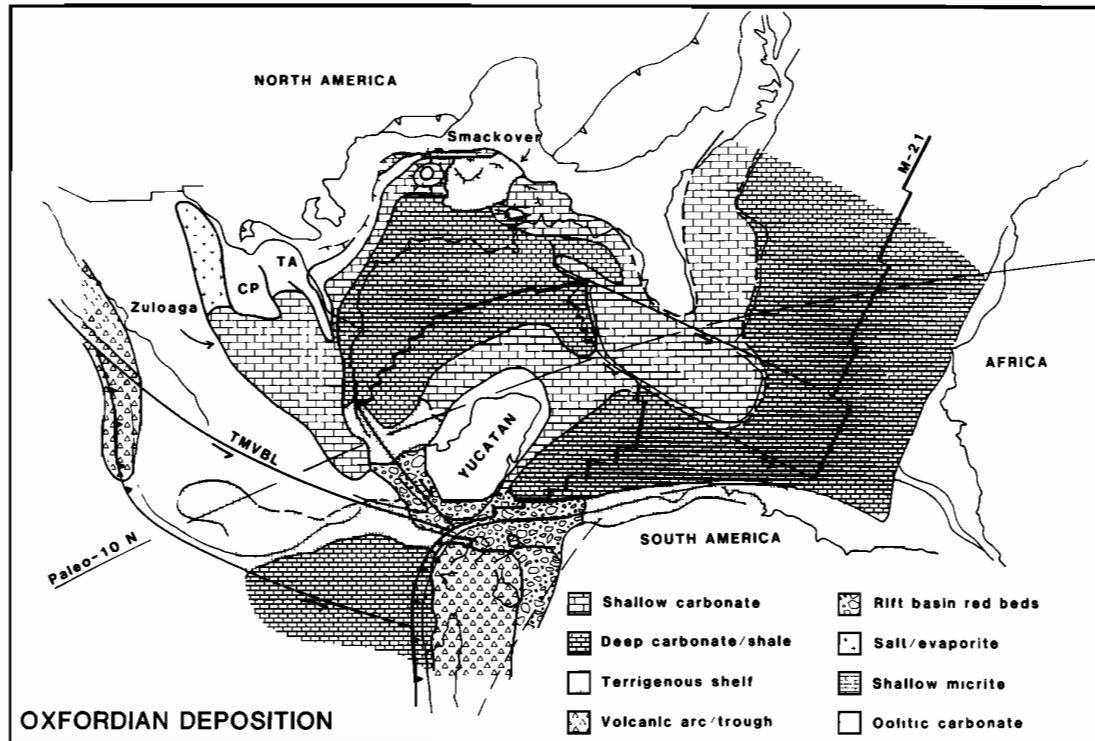 NORTH AMERICA
Smackover
M-21
TA
CP
Zuloaga
AFRICA
YUCATAN
TMVBL
SOUTH AMERICA
Paleo-10 N
Shallow carbonate
Deep carbonate/shale
Terrigenous shelf
Volcanic arc/trough
Rift basin red beds
Salt/evaporite
Shallow micrite
Oolitic carbonate
OXFORDIAN DEPOSITION